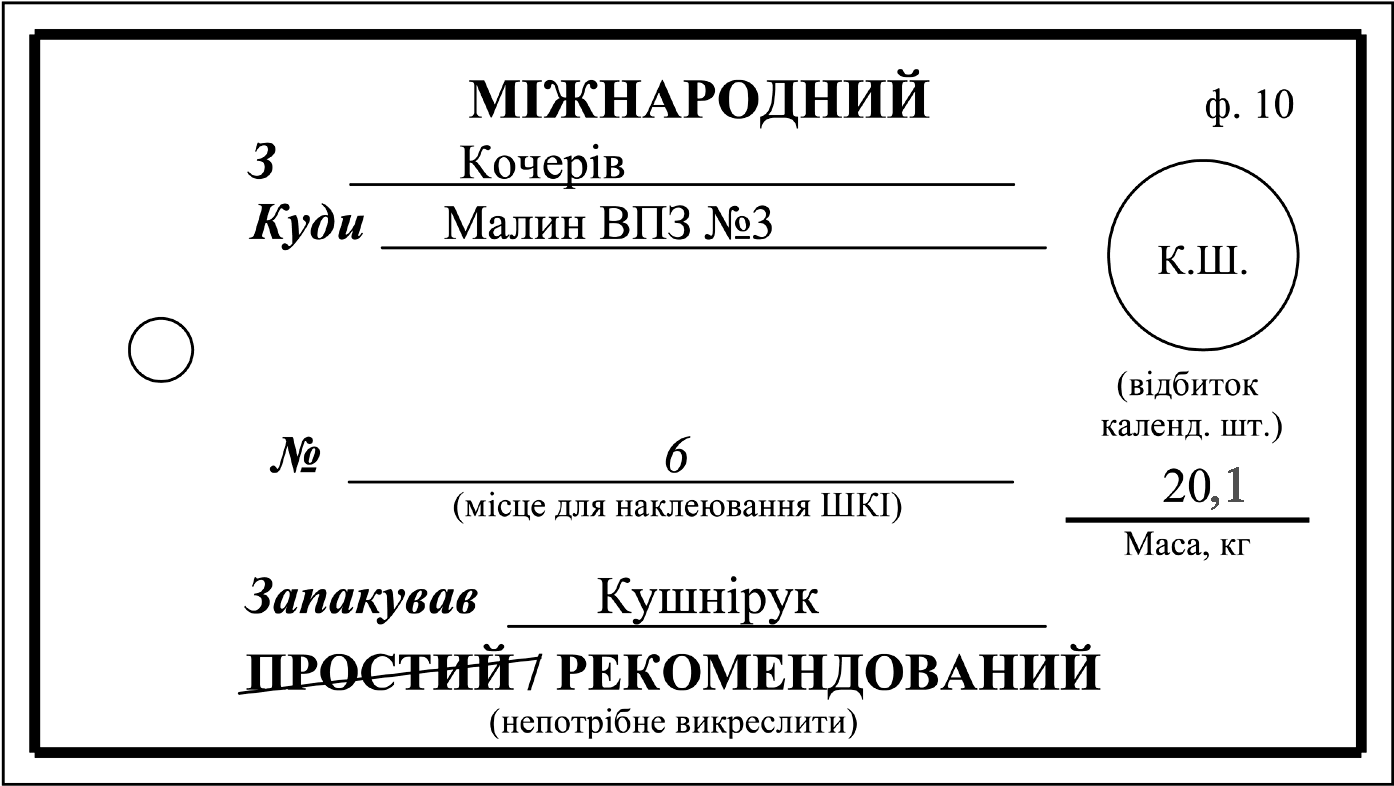 МІЖНАРОДНИЙ
ф. 10
З Кочерів
Куди Малин ВПЗ №3
К.Ш.
(відбиток
календ. шт.)
№ 6
(місце для наклеювання ШКІ)
20,1
Маса, кг
Запакував Кушнірук
ПРОСТИЙ / РЕКОМЕНДОВАНИЙ
(непотрібне викреслити)